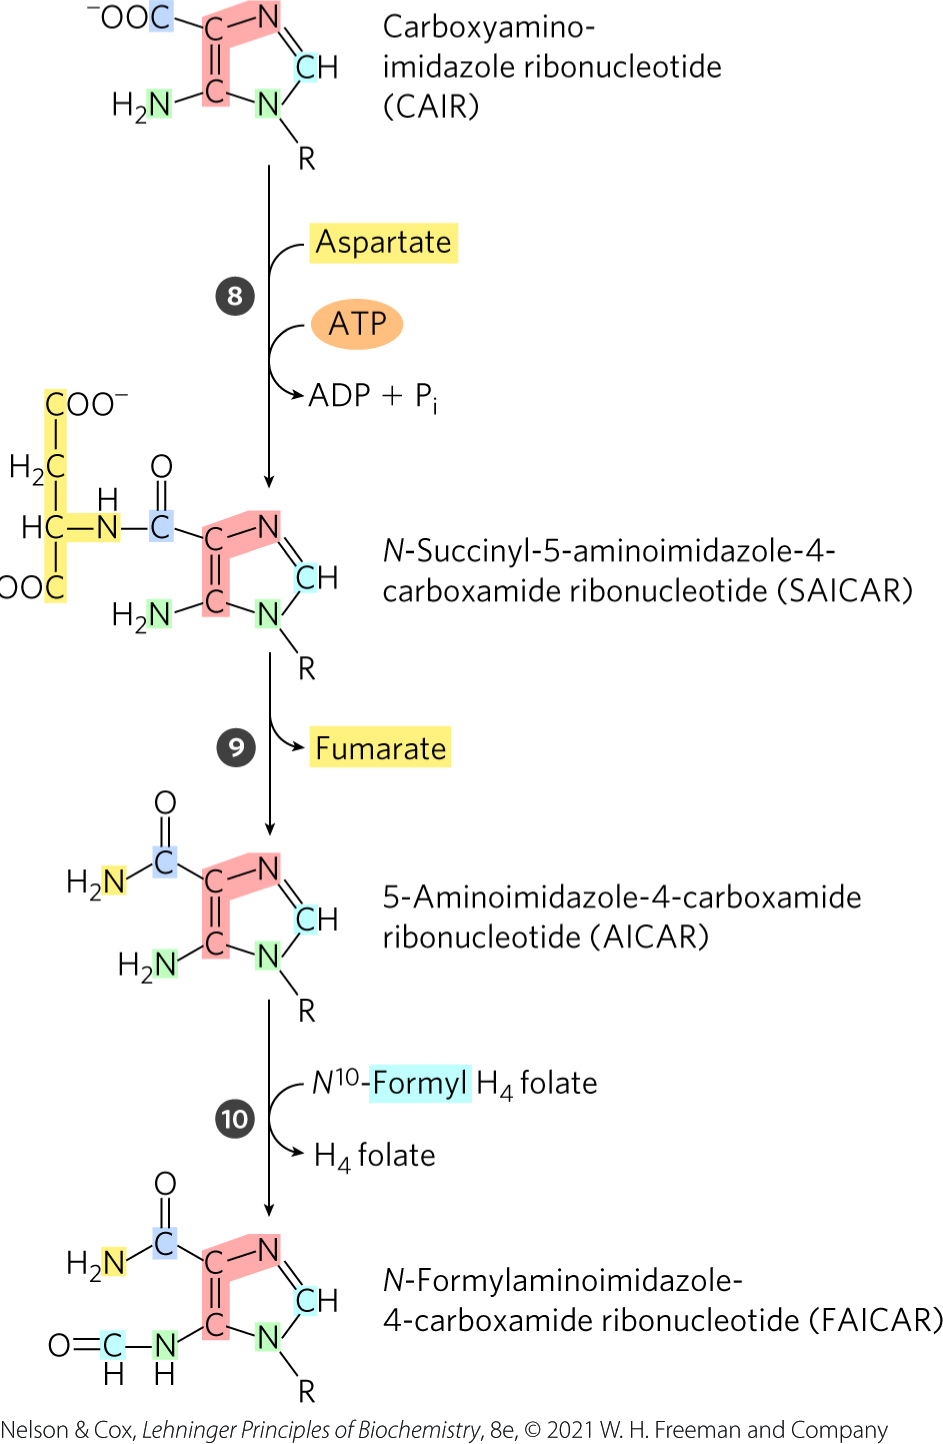 ⁻OOC
C
N
CH
H₂N
C
N
R
Carboxyamino-
imidazole ribonucleotide
(CAIR)
Aspartate
8
ATP
ADP + Pᵢ
COO⁻
H₂C
O
H
HC—N—C
C
N
CH
OOC
H₂N
C
N
R
N-Succinyl-5-aminoimidazole-4-
carboxamide ribonucleotide (SAICAR)
9
Fumarate
O
C
H₂N
C
N
CH
H₂N
C
N
R
5-Aminoimidazole-4-carboxamide
ribonucleotide (AICAR)
N¹⁰-Formyl H₄ folate
10
H₄ folate
O
C
H₂N
C
N
CH
O=C—N
H H
C
N
R
N-Formylaminoimidazole-
4-carboxamide ribonucleotide (FAICAR)
Nelson & Cox, Lehninger Principles of Biochemistry, 8e, © 2021 W. H. Freeman and Company